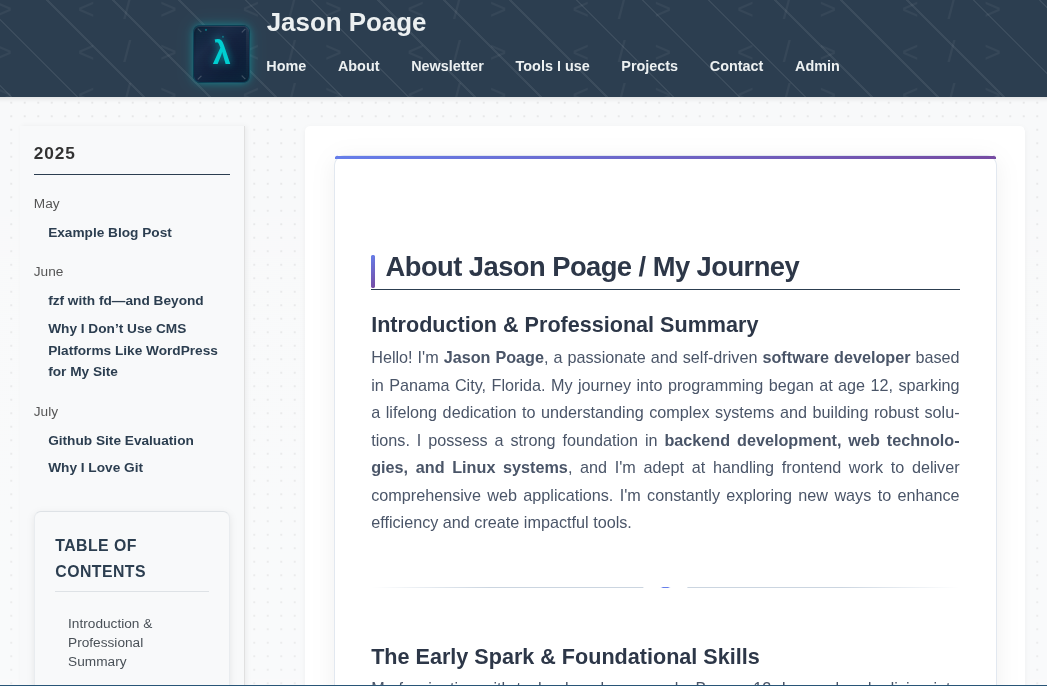 λ
Jason Poage
Home About Newsletter Tools I use Projects Contact Admin
2025
May
Example Blog Post
June
fzf with fd—and Beyond
Why I Don’t Use CMS
Platforms Like WordPress
for My Site
July
Github Site Evaluation
Why I Love Git
TABLE OF
CONTENTS
Introduction &
Professional
Summary
About Jason Poage / My Journey
Introduction & Professional Summary
Hello! I'm Jason Poage, a passionate and self-driven software developer based
in Panama City, Florida. My journey into programming began at age 12, sparking
a lifelong dedication to understanding complex systems and building robust solu-
tions. I possess a strong foundation in backend development, web technolo-
gies, and Linux systems, and I'm adept at handling frontend work to deliver
comprehensive web applications. I'm constantly exploring new ways to enhance
efficiency and create impactful tools.
The Early Spark & Foundational Skills